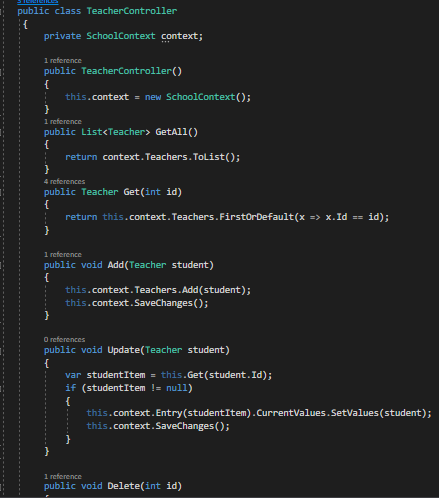 3 references
public class TeacherController
{
private SchoolContext context;
1 reference
public TeacherController()
{
this.context = new SchoolContext();
}
1 reference
public List<Teacher> GetAll()
{
return context.Teachers.ToList();
}
4 references
public Teacher Get(int id)
{
return this.context.Teachers.FirstOrDefault(x => x.Id == id);
}
1 reference
public void Add(Teacher student)
{
this.context.Teachers.Add(student);
this.context.SaveChanges();
}
0 references
public void Update(Teacher student)
{
var studentItem = this.Get(student.Id);
if (studentItem != null)
{
this.context.Entry(studentItem).CurrentValues.SetValues(student);
this.context.SaveChanges();
}
}
1 reference
public void Delete(int id)
{